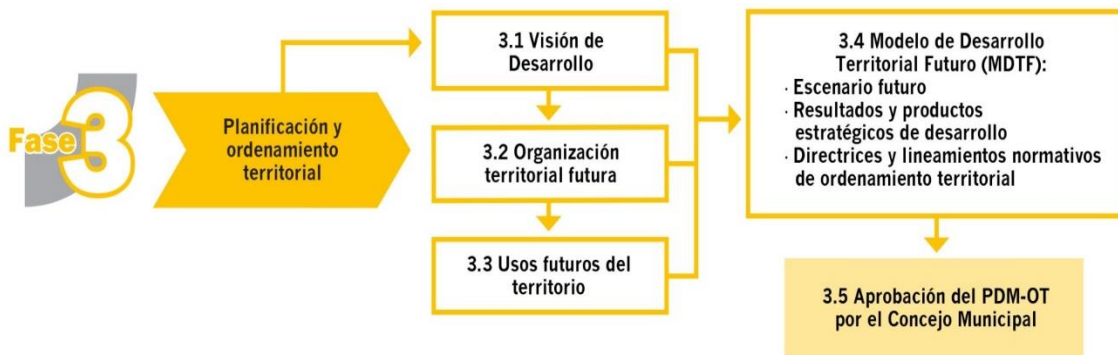 Fase 3
Planificación y
ordenamiento
territorial
3.1 Visión de
Desarrollo
3.2 Organización
territorial futura
3.3 Usos futuros del
territorio
3.4 Modelo de Desarrollo
Territorial Futuro (MDTF):
· Escenario futuro
· Resultados y productos
estratégicos de desarrollo
· Directrices y lineamientos normativos
de ordenamiento territorial
3.5 Aprobación del PDM-OT
por el Concejo Municipal